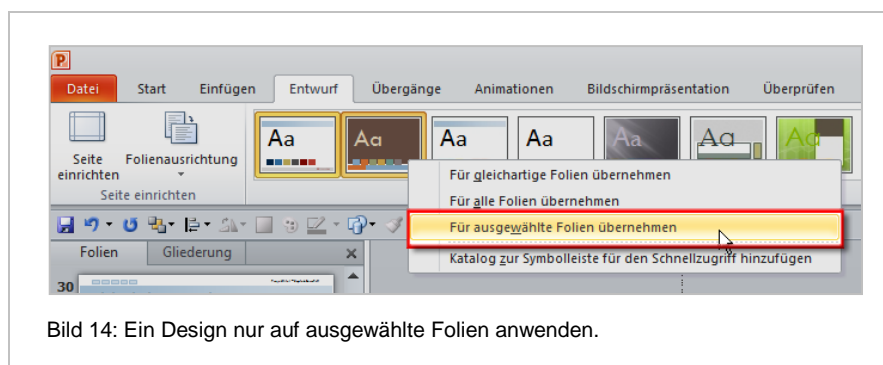 P
Datei Start Einfügen Entwurf Übergänge Animationen Bildschirmpräsentation Überprüfen
Aa Aa Aa Aa Aa Aa Aa
Seite einrichten
Folienausrichtung
Seite einrichten
Für gleichartige Folien übernehmen
Für alle Folien übernehmen
Für ausgewählte Folien übernehmen
Katalog zur Symbolleiste für den Schnellzugriff hinzufügen
Folien Gliederung
30
Bild 14: Ein Design nur auf ausgewählte Folien anwenden.